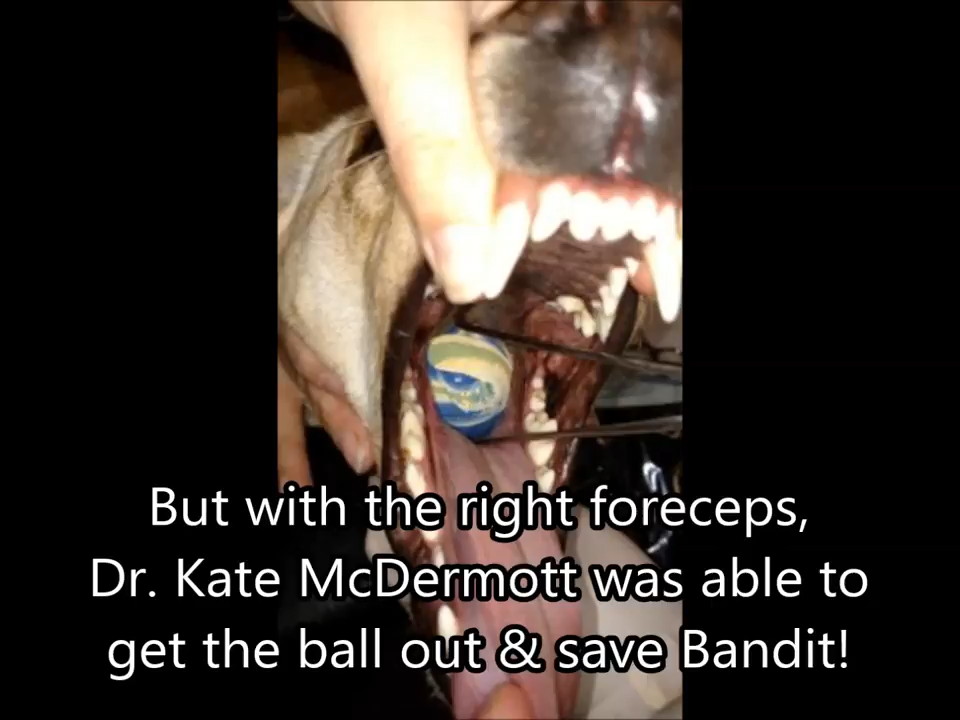 But with the right foreceps,
Dr. Kate McDermott was able to
get the ball out & save Bandit!